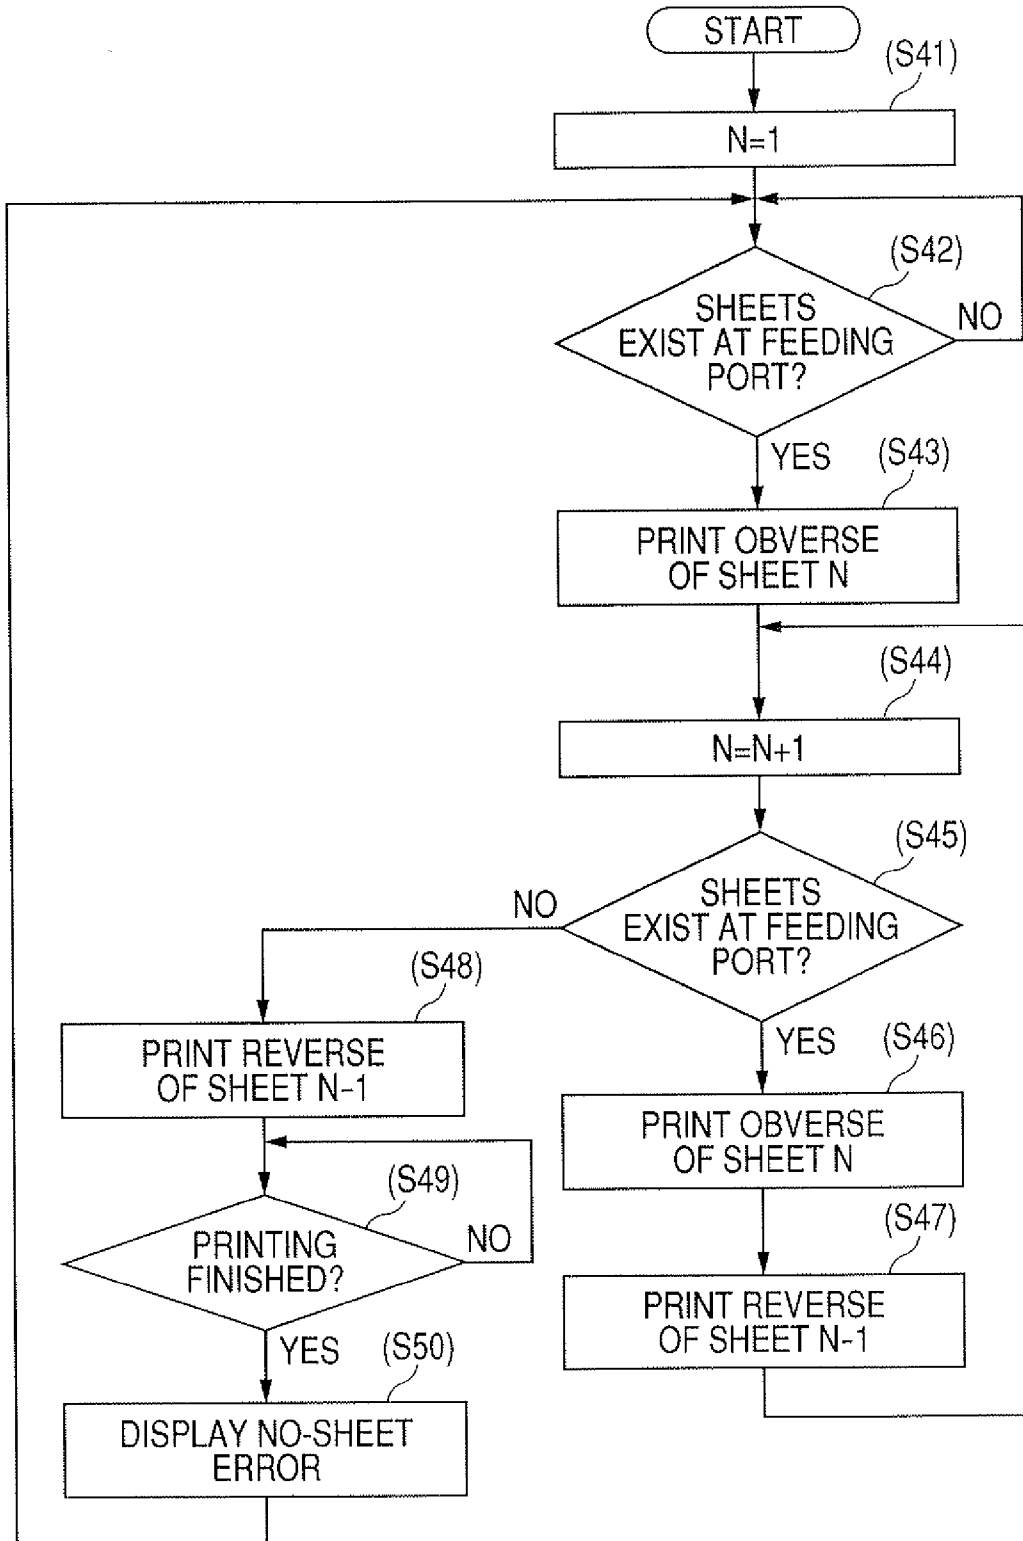 START
(S41)
N=1
(S42)
SHEETS
EXIST AT FEEDING
PORT?
NO
YES
(S43)
PRINT OBVERSE
OF SHEET N
(S44)
N=N+1
(S45)
SHEETS
EXIST AT FEEDING
PORT?
NO
YES
(S48)
PRINT REVERSE
OF SHEET N-1
(S49)
PRINTING
FINISHED?
NO
YES
(S50)
DISPLAY NO-SHEET
ERROR
(S46)
PRINT OBVERSE
OF SHEET N
(S47)
PRINT REVERSE
OF SHEET N-1